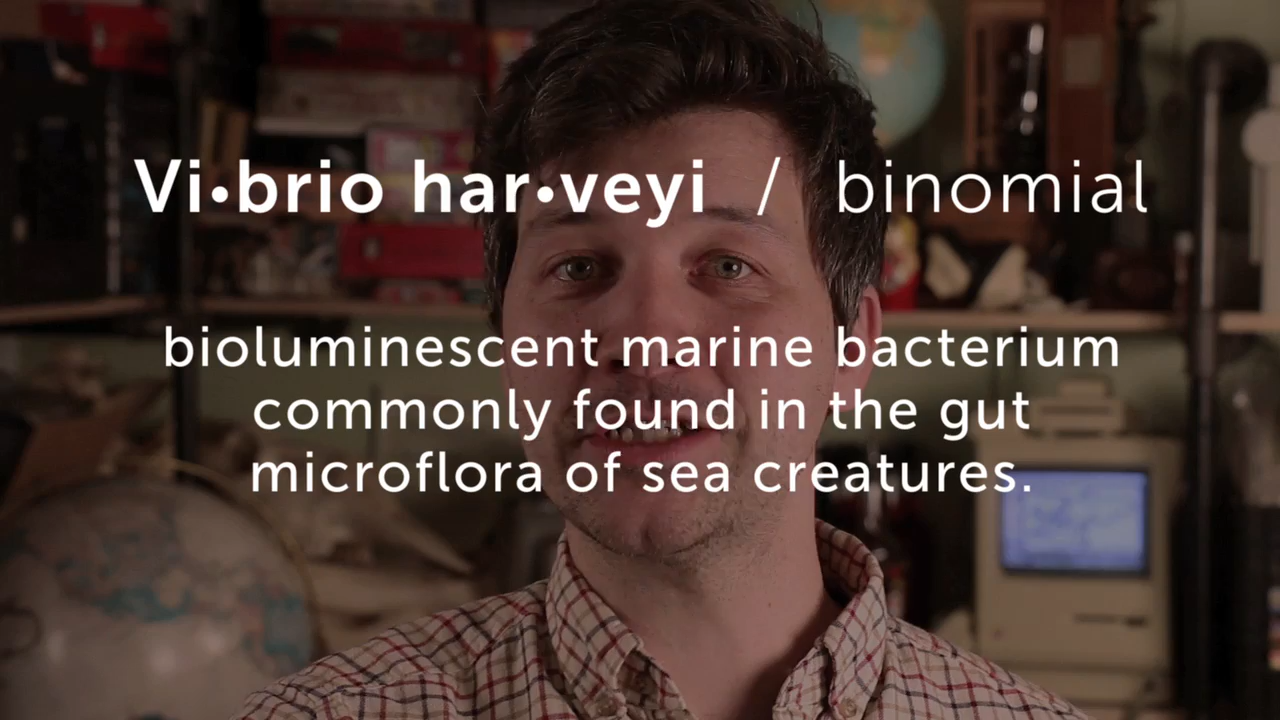 Vi•brio har•veyi / binomial
bioluminescent marine bacterium
commonly found in the gut
microflora of sea creatures.